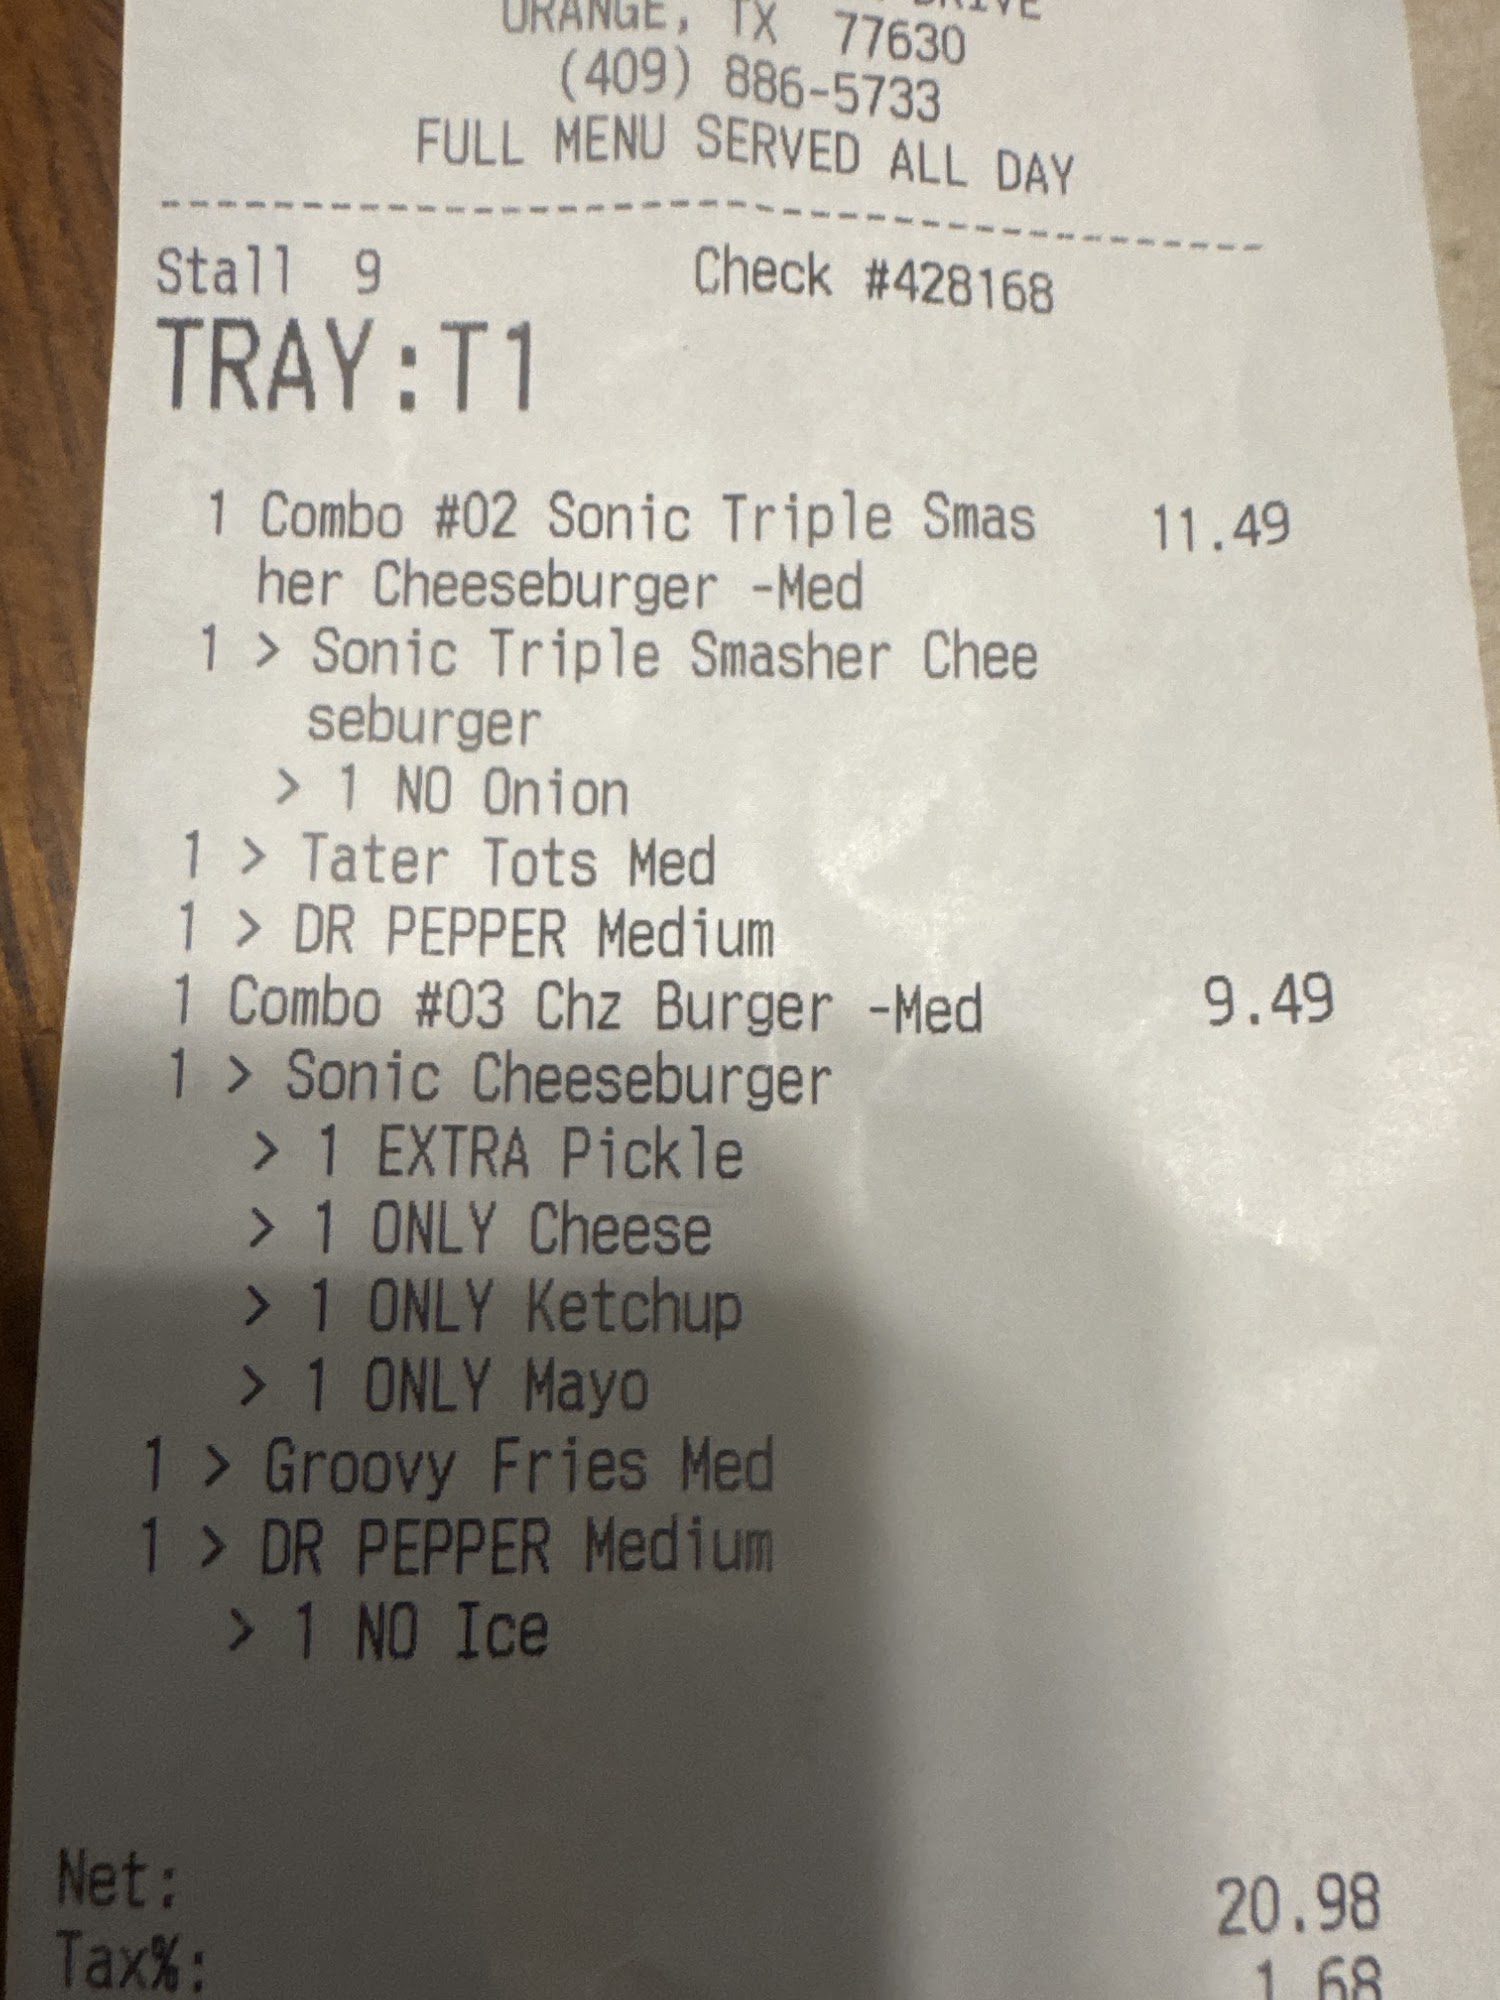 ORANGE, TX 77630
(409) 886-5733
FULL MENU SERVED ALL DAY
Stall 9 Check #428168
TRAY:T1
1 Combo #02 Sonic Triple Smas 11.49
her Cheeseburger -Med
1 > Sonic Triple Smasher Chee
seburger
> 1 NO Onion
1 > Tater Tots Med
1 > DR PEPPER Medium
1 Combo #03 Chz Burger -Med 9.49
1 > Sonic Cheeseburger
> 1 EXTRA Pickle
> 1 ONLY Cheese
> 1 ONLY Ketchup
> 1 ONLY Mayo
1 > Groovy Fries Med
1 > DR PEPPER Medium
> 1 NO Ice
Net: 20.98
Tax%: 1.68